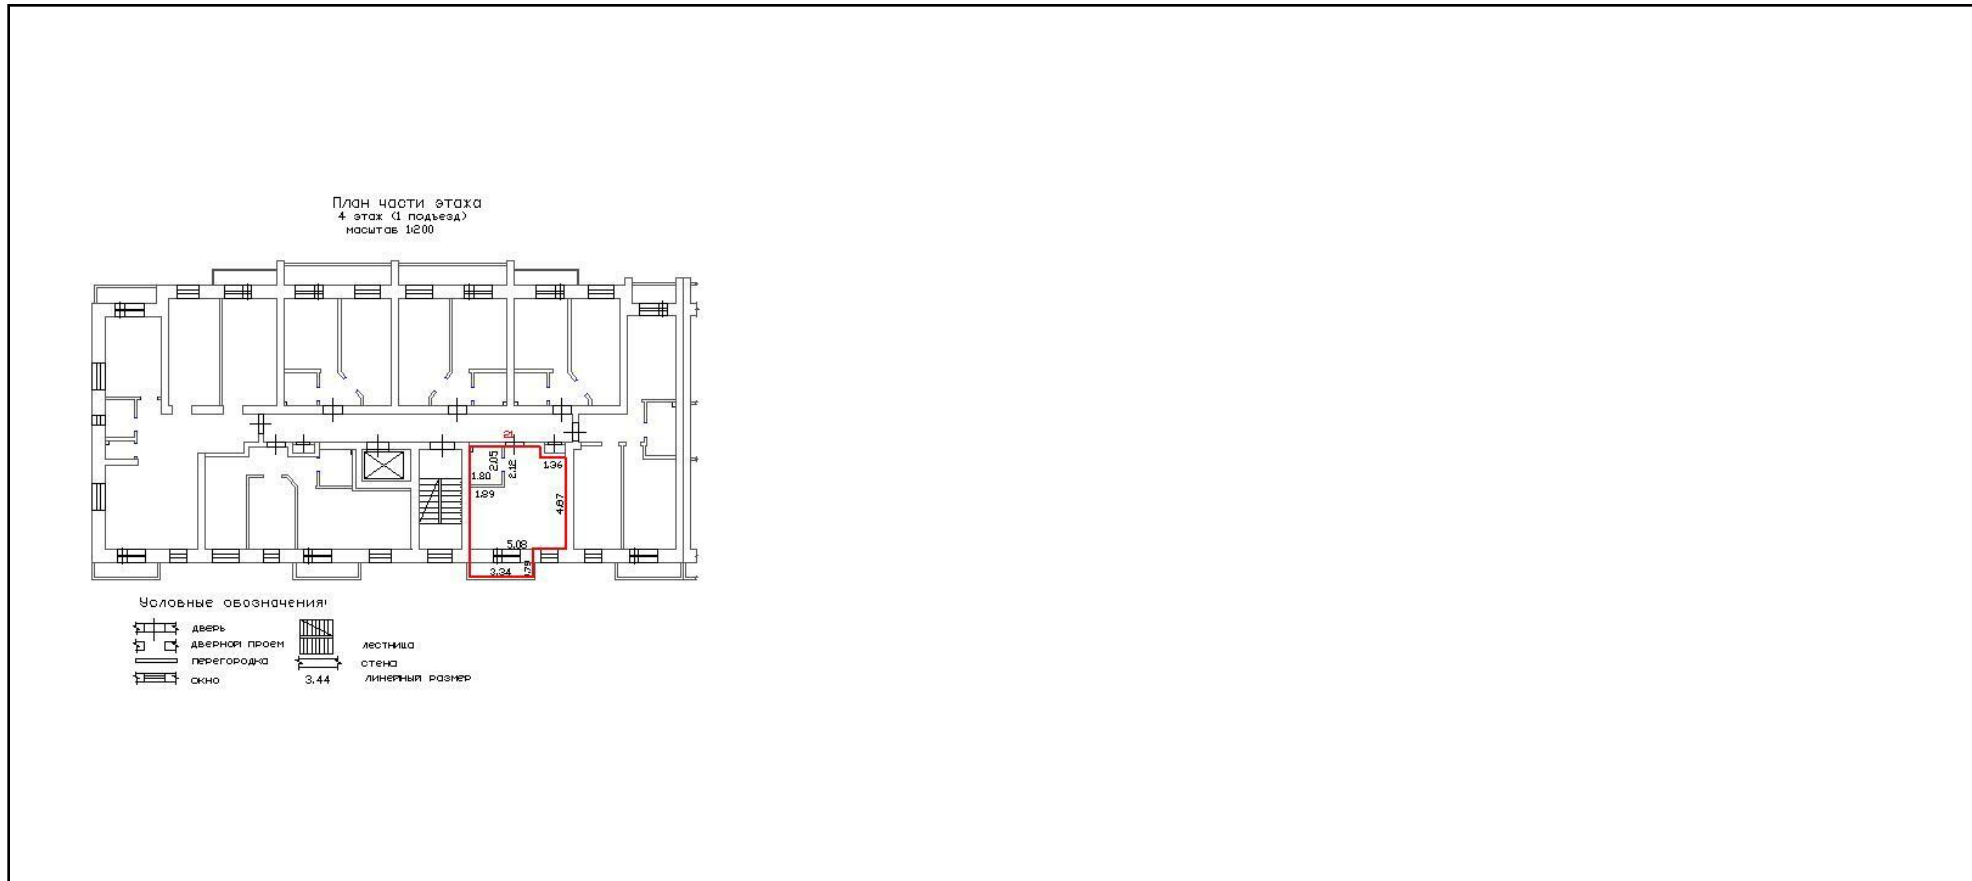 План части этажа
4 этаж (1 подъезд)
масштаб 1:200
2.05
2.12
1.36
1.80
1.89
4.87
5.08
3.34
Условные обозначения:
дверь
дверной проем
лестница
перегородка
стена
окно
3.44
линейный размер